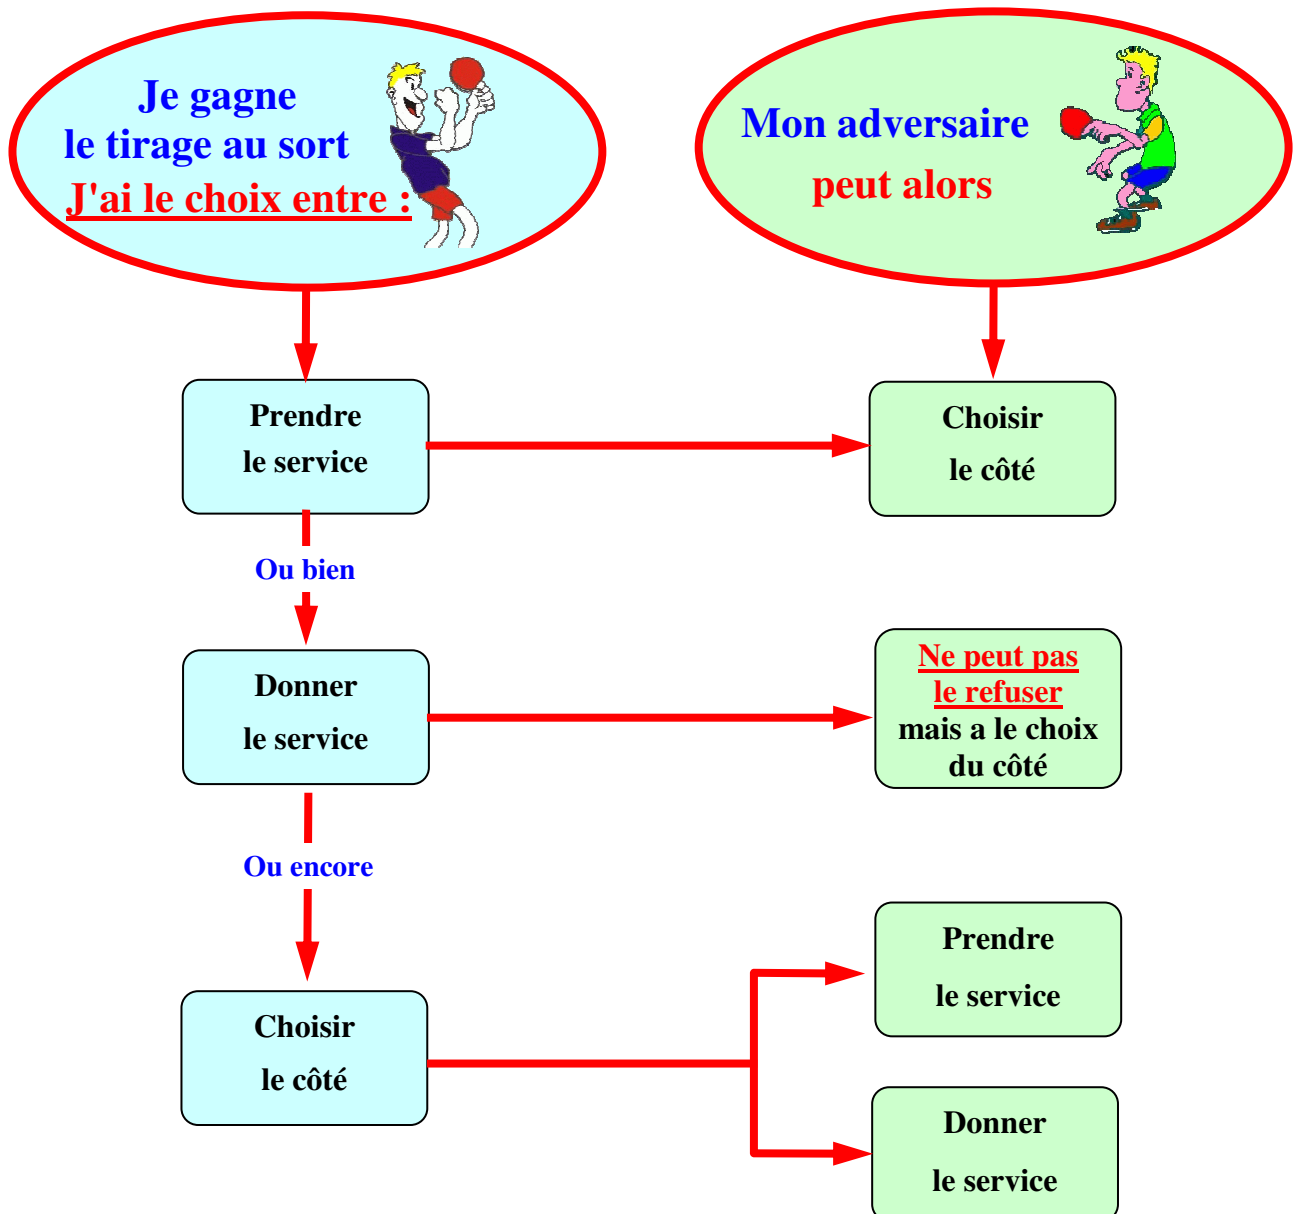 Je gagne
le tirage au sort
J'ai le choix entre :
Mon adversaire
peut alors
Prendre
le service
Choisir
le côté
Ou bien
Donner
le service
Ne peut pas
le refuser
mais a le choix
du côté
Ou encore
Choisir
le côté
Prendre
le service
Donner
le service